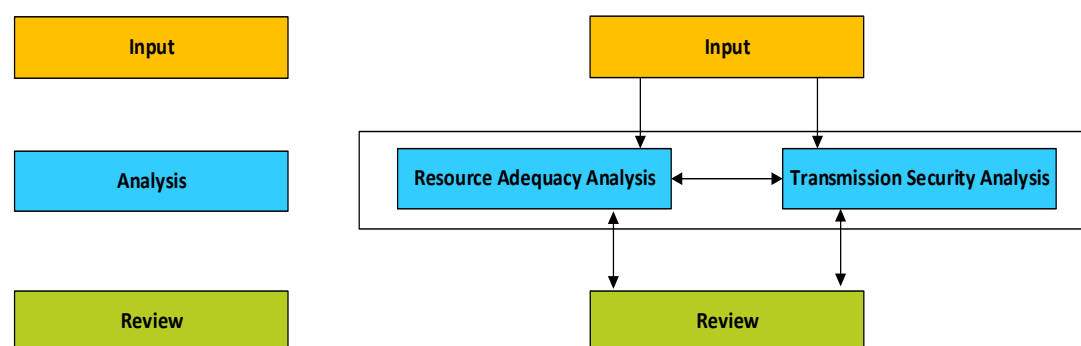 Input
Input
Analysis
Resource Adequacy Analysis
Transmission Security Analysis
Review
Review